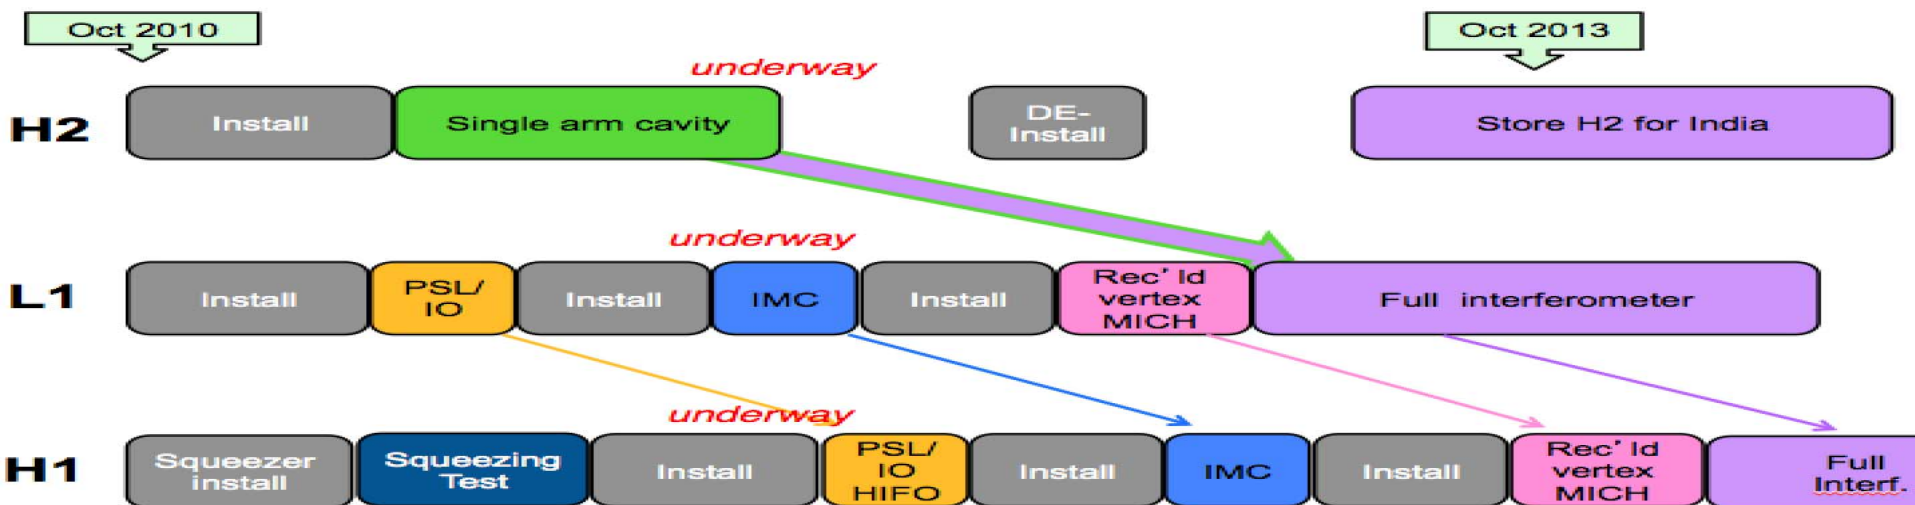 Oct 2010
Oct 2013
underway
H2
Install
Single arm cavity
DE-
Install
Store H2 for India
underway
L1
Install
PSL/
IO
Install
IMC
Install
Rec'ld
vertex
MICH
Full interferometer
underway
H1
Squeezer
install
Squeezing
Test
Install
PSL/
IO
HIFO
Install
IMC
Install
Rec'ld
vertex
MICH
Full
Interf.